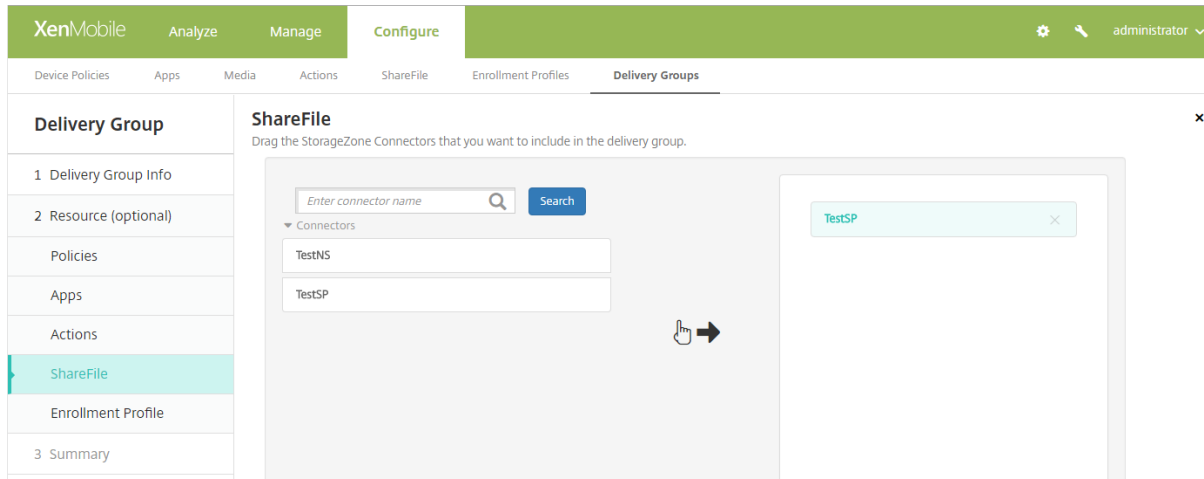 XenMobile Analyze Manage Configure administrator
Device Policies Apps Media Actions ShareFile Enrollment Profiles Delivery Groups
Delivery Group
1 Delivery Group Info
2 Resource (optional)
Policies
Apps
Actions
ShareFile
Enrollment Profile
3 Summary
ShareFile
Drag the StorageZone Connectors that you want to include in the delivery group.
Enter connector name Search
Connectors
TestNS
TestSP
TestSP